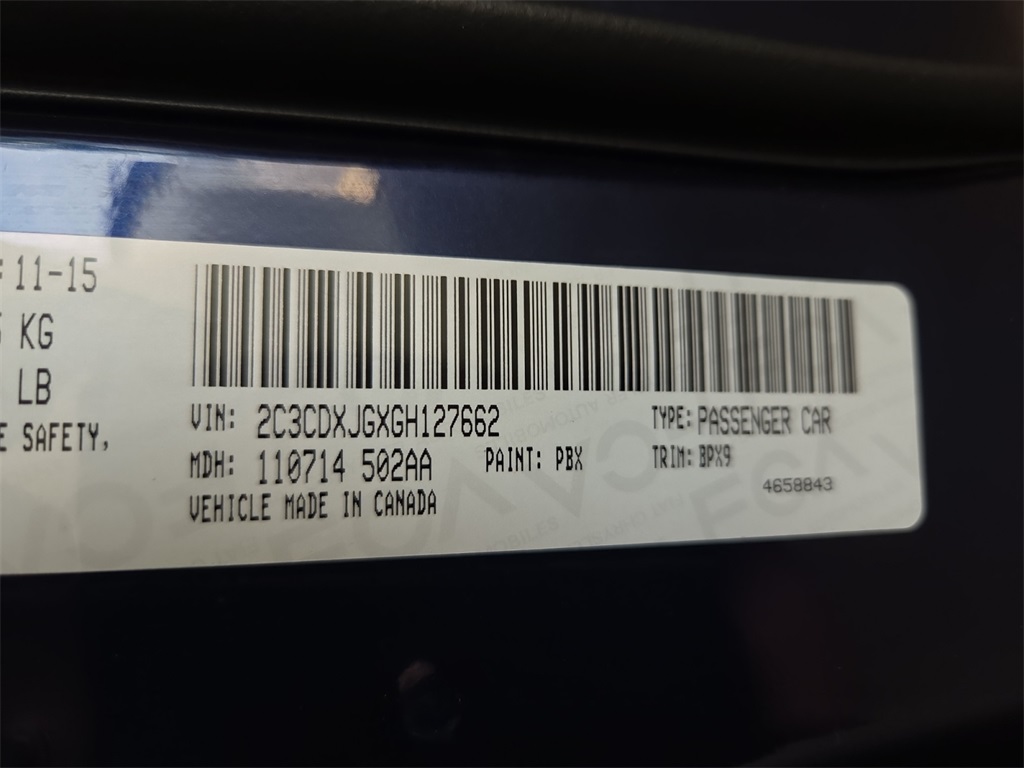 : 11-15
KG
LB
SAFETY,
VIN: 2C3CDXJGXGH127662 TYPE: PASSENGER CAR
MDH: 110714 502AA PAINT: PBX TRIM: BPX9
VEHICLE MADE IN CANADA 4658843